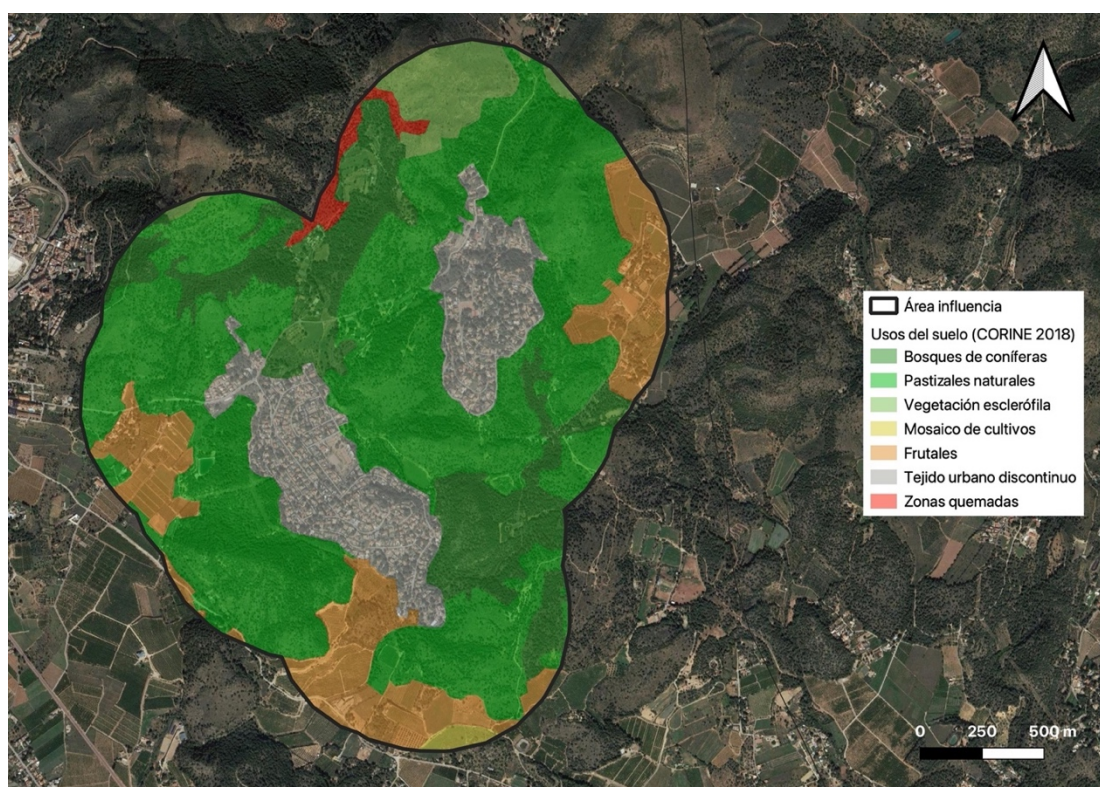 Área influencia
Usos del suelo (CORINE 2018)
Bosques de coníferas
Pastizales naturales
Vegetación esclerófila
Mosaico de cultivos
Frutales
Tejido urbano discontinuo
Zonas quemadas
0 250 500 m